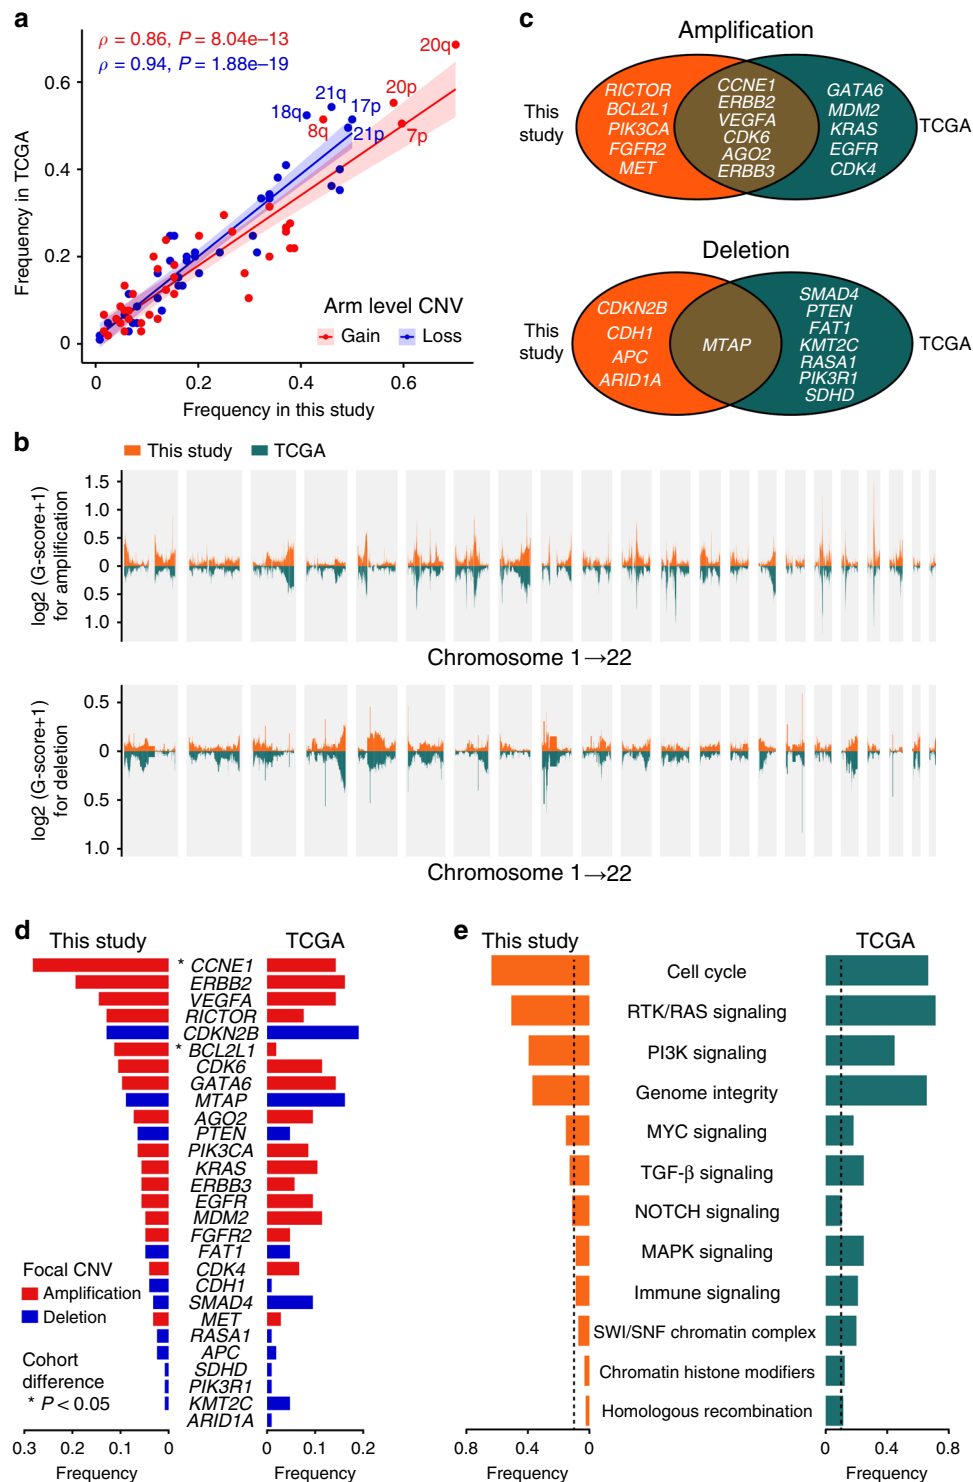 a
ρ = 0.86, P = 8.04e−13
ρ = 0.94, P = 1.88e−19
20q
20p
21q
17p
18q
8q
21p
7p
0.6
0.4
0.2
0
Frequency in TCGA
Arm level CNV
Gain
Loss
0
0.2
0.4
0.6
Frequency in this study
c
Amplification
This study
RICTOR
BCL2L1
PIK3CA
FGFR2
MET
CCNE1
ERBB2
VEGFA
CDK6
AGO2
ERBB3
GATA6
MDM2
KRAS
EGFR
CDK4
TCGA
Deletion
This study
CDKN2B
CDH1
APC
ARID1A
MTAP
SMAD4
PTEN
FAT1
KMT2C
RASA1
PIK3R1
SDHD
TCGA
b
This study
TCGA
log2 (G-score+1)
for amplification
1.5
1.0
0.5
0
0.5
1.0
Chromosome 1→22
log2 (G-score+1)
for deletion
0.5
0
0.5
1.0
Chromosome 1→22
d
This study
TCGA
* CCNE1
ERBB2
VEGFA
RICTOR
CDKN2B
* BCL2L1
CDK6
GATA6
MTAP
AGO2
PTEN
PIK3CA
KRAS
ERBB3
EGFR
MDM2
FGFR2
FAT1
CDK4
CDH1
SMAD4
MET
RASA1
APC
SDHD
PIK3R1
KMT2C
ARID1A
Focal CNV
Amplification
Deletion
Cohort
difference
* P < 0.05
0.3 0.2 0.1 0
Frequency
0 0.1 0.2
Frequency
e
This study
TCGA
Cell cycle
RTK/RAS signaling
PI3K signaling
Genome integrity
MYC signaling
TGF-β signaling
NOTCH signaling
MAPK signaling
Immune signaling
SWI/SNF chromatin complex
Chromatin histone modifiers
Homologous recombination
0.8 0
Frequency
0 0.8
Frequency